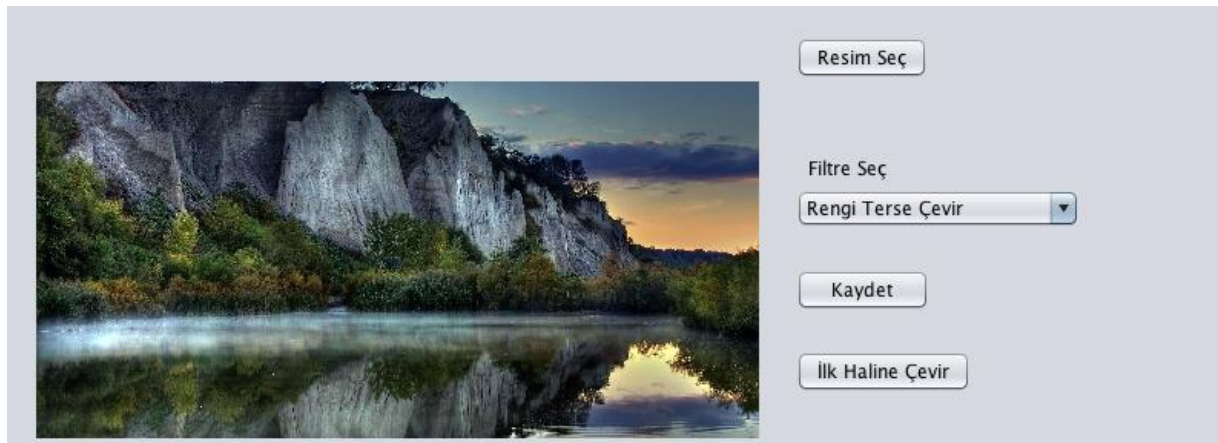 Resim Seç
Filtre Seç
Rengi Terse Çevir
Kaydet
İlk Haline Çevir